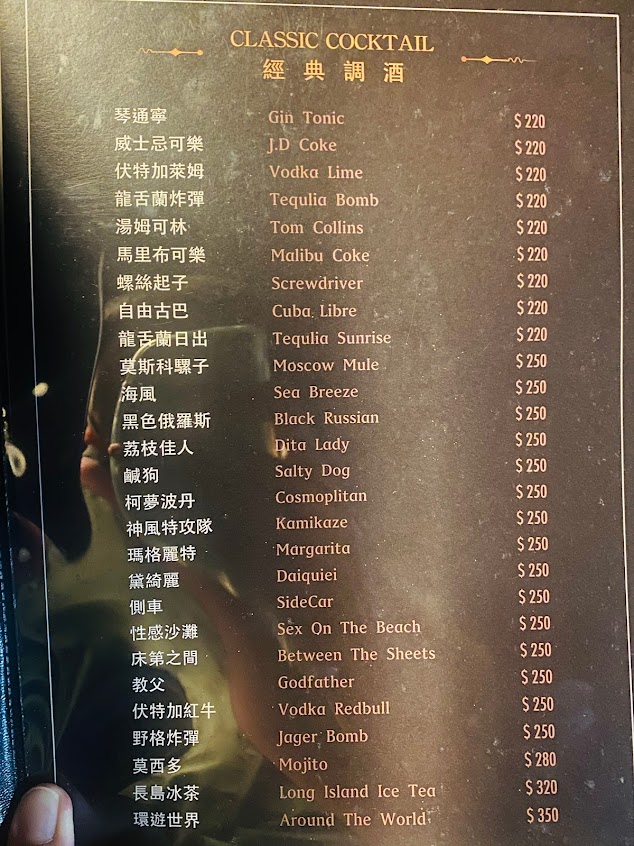 CLASSIC COCKTAIL
經典調酒
琴通寧 Gin Tonic $220
威士忌可樂 J.D Coke $220
伏特加萊姆 Vodka Lime $220
龍舌蘭炸彈 Tequlia Bomb $220
湯姆可林 Tom Collins $220
馬里布可樂 Malibu Coke $220
螺絲起子 Screwdriver $220
自由古巴 Cuba Libre $220
龍舌蘭日出 Tequlia Sunrise $220
莫斯科騾子 Moscow Mule $250
海風 Sea Breeze $250
黑色俄羅斯 Black Russian $250
荔枝佳人 Dita Lady $250
鹹狗 Salty Dog $250
柯夢波丹 Cosmoplitan $250
神風特攻隊 Kamikaze $250
瑪格麗特 Margarita $250
黛綺麗 Daiquiei $250
側車 SideCar $250
性感沙灘 Sex On The Beach $250
床第之間 Between The Sheets $250
教父 Godfather $250
伏特加紅牛 Vodka Redbull $250
野格炸彈 Jager Bomb $250
莫西多 Mojito $280
長島冰茶 Long Island Ice Tea $320
環遊世界 Around The World $350